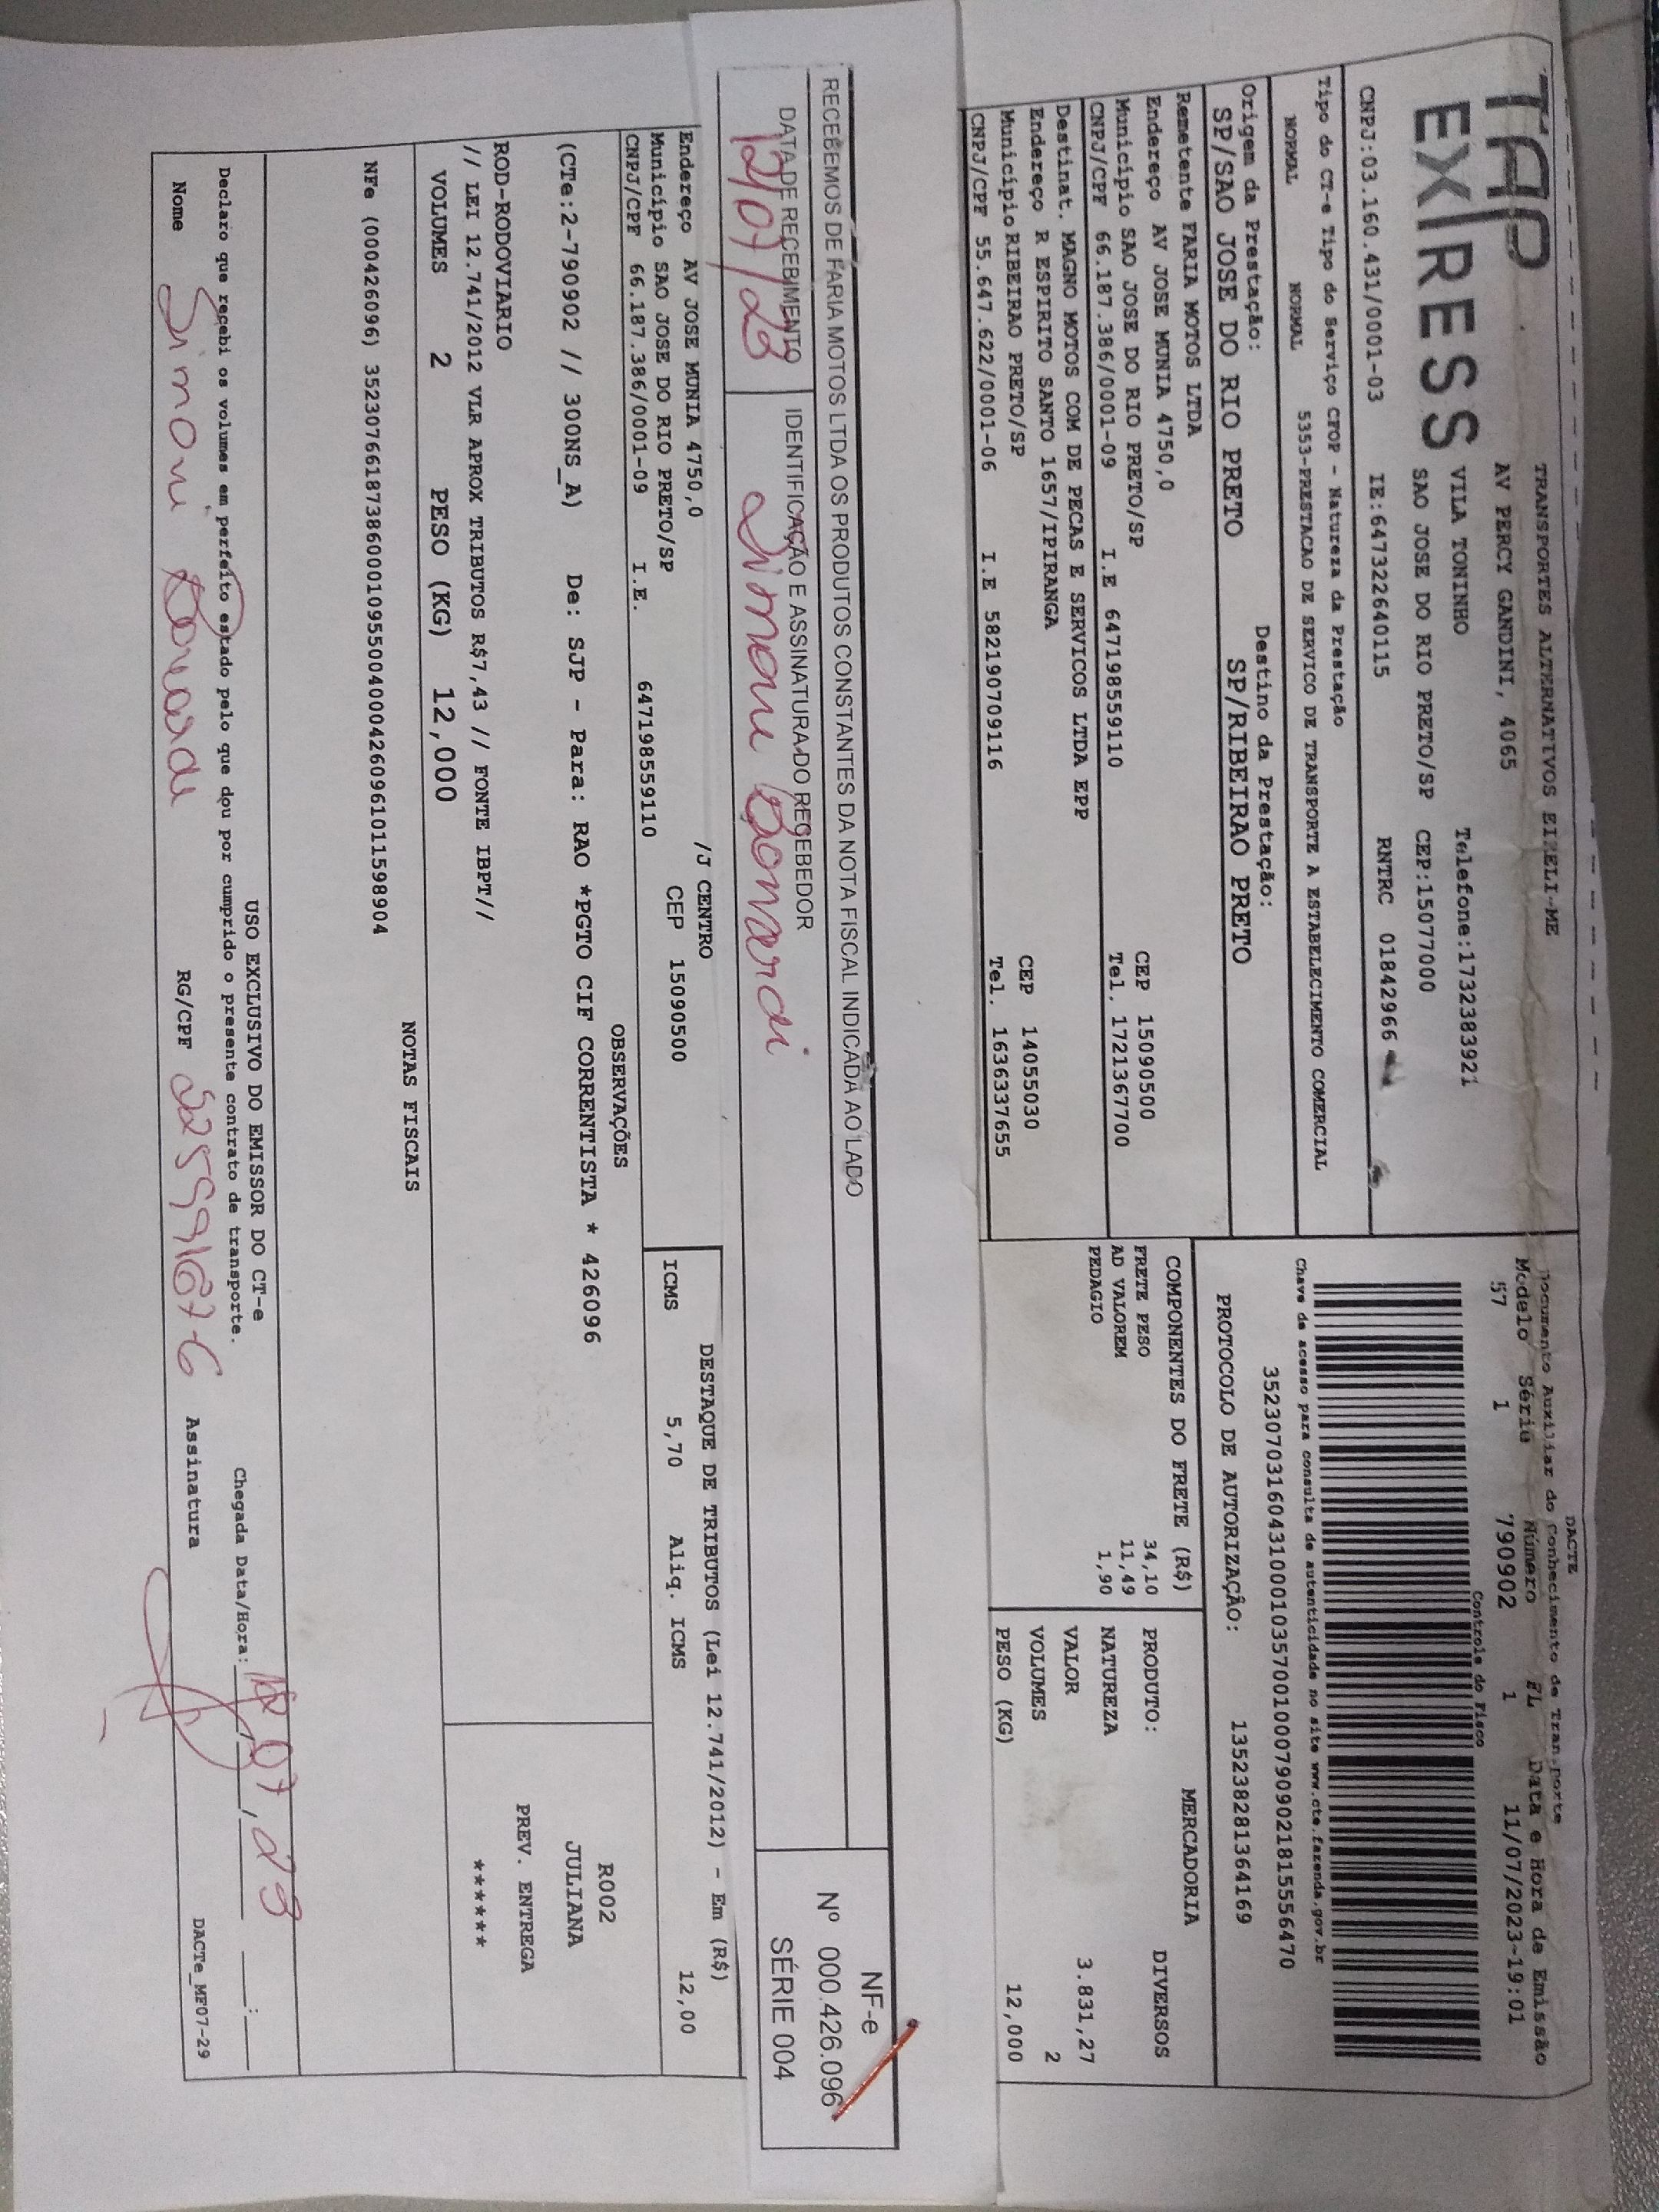 TAP
EXPRESS
TRANSPORTES ALTERNATIVOS EIRELI-ME
AV PERCY GANDINI, 4065
VILA TONINHO Telefone:1732383921
SAO JOSE DO RIO PRETO/SP CEP:15077000
CNPJ:03.160.431/0001-03 IE:647322640115 RNTRC 01842966
Tipo do CT-e Tipo do Serviço CFOP - Natureza da Prestação
NORMAL NORMAL 5353-PRESTACAO DE SERVICO DE TRANSPORTE A ESTABELECIMENTO COMERCIAL
Origem da Prestação: Destino da Prestação:
SP/SAO JOSE DO RIO PRETO SP/RIBEIRAO PRETO
Remetente FARIA MOTOS LTDA
Endereço AV JOSE MUNIA 4750,0
Município SAO JOSE DO RIO PRETO/SP CEP 15090500
CNPJ/CPF 66.187.386/0001-09 I.E 647198559110 Tel. 1721367700
Destinat. MAGNO MOTOS COM DE PECAS E SERVICOS LTDA EPP
Endereço R ESPIRITO SANTO 1657/IPIRANGA
Município RIBEIRAO PRETO/SP CEP 14055030
CNPJ/CPF 55.647.622/0001-06 I.E 582190709116 Tel. 1636337655
DACTE
Documento Auxiliar do Conhecimento de Transporte
Modelo Série Número FL Data e Hora de Emissão
57 1 790902 1 11/07/2023-19:01
Controle do Fisco
Chave de acesso para consulta de autenticidade no site www.cte.fazenda.gov.br
35230703160431000103570010007909021815556470
PROTOCOLO DE AUTORIZAÇÃO: 135238281364169
COMPONENTES DO FRETE (R$)
FRETE PESO 34,10
AD VALOREM 11,49
PEDAGIO 1,90
MERCADORIA
PRODUTO: DIVERSOS
NATUREZA
VALOR 3.831,27
VOLUMES 2
PESO (KG) 12,000
RECEBEMOS DE FARIA MOTOS LTDA OS PRODUTOS CONSTANTES DA NOTA FISCAL INDICADA AO LADO
DATA DE RECEBIMENTO IDENTIFICAÇÃO E ASSINATURA DO RECEBEDOR
12/07/23 Simone Bonardi
NF-e
Nº 000.426.096
SÉRIE 004
Endereço AV JOSE MUNIA 4750,0 /J CENTRO
Município SAO JOSE DO RIO PRETO/SP CEP 15090500
CNPJ/CPF 66.187.386/0001-09 I.E. 647198559110
DESTAQUE DE TRIBUTOS (Lei 12.741/2012) - Em (R$)
ICMS 5,70 Aliq. ICMS 12,00
OBSERVAÇÕES
(CTe:2-790902 // 300NS_A) De: SJP - Para: RAO *PGTO CIF CORRENTISTA * 426096
R002
JULIANA
ROD-RODOVIARIO
// LEI 12.741/2012 VLR APROX TRIBUTOS R$7,43 // FONTE IBPT//
PREV. ENTREGA
******
VOLUMES 2 PESO (KG) 12,000
NOTAS FISCAIS
NFe (000426096) 35230766187386000109550040004260961011598904
USO EXCLUSIVO DO EMISSOR DO CT-e
Declaro que recebi os volumes em perfeito estado pelo que dou por cumprido o presente contrato de transporte. Chegada Data/Hora: 12/07/23 :
Nome Simone Bonardi RG/CPF 32599167-6 Assinatura
DACTe_MF07-29